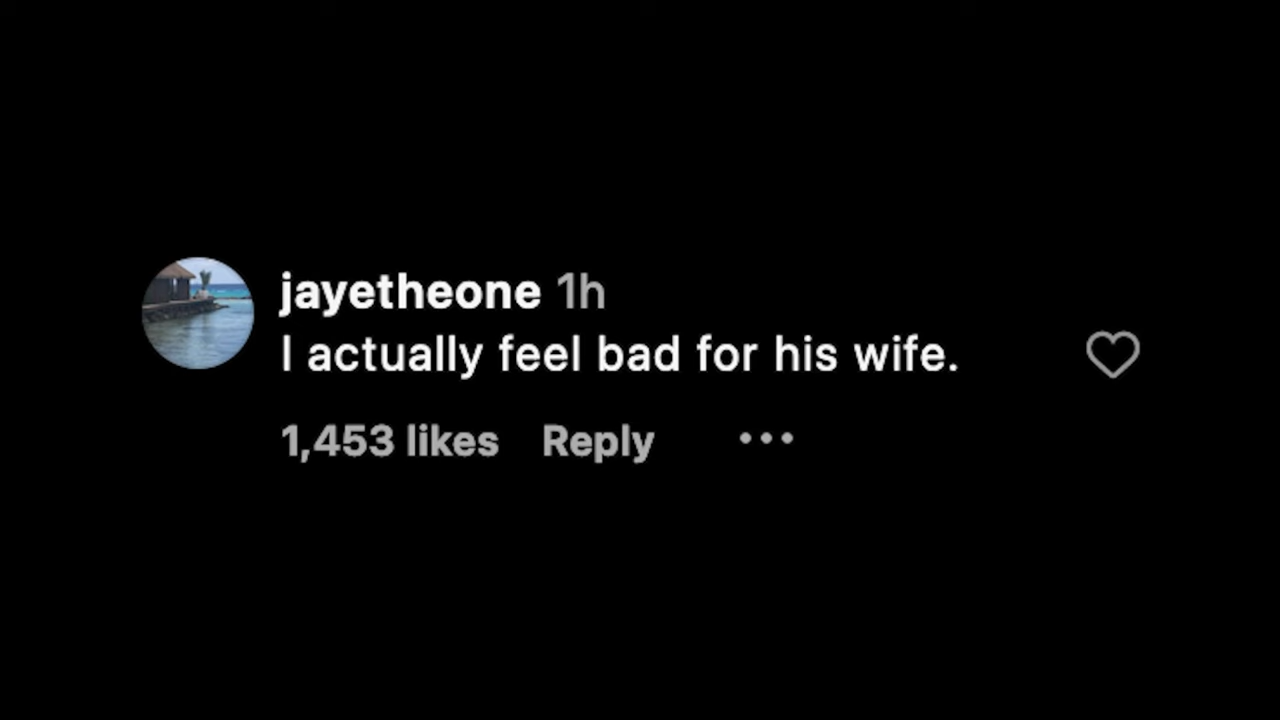 jayetheone 1h
I actually feel bad for his wife.
1,453 likes Reply •••